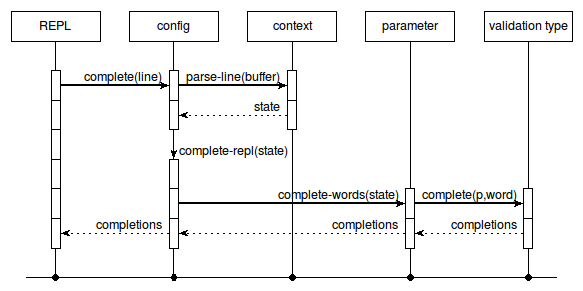 REPL config context parameter validation type
complete(line) parse-line(buffer)
state
complete-repl(state)
complete-words(state) complete(p,word)
completions completions completions